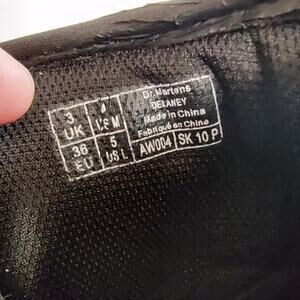 3 4 Dr. Martens
UK US M DELANEY
Made in China
36 5 Fabriqué en China
EU US L AW004 SK 10 P